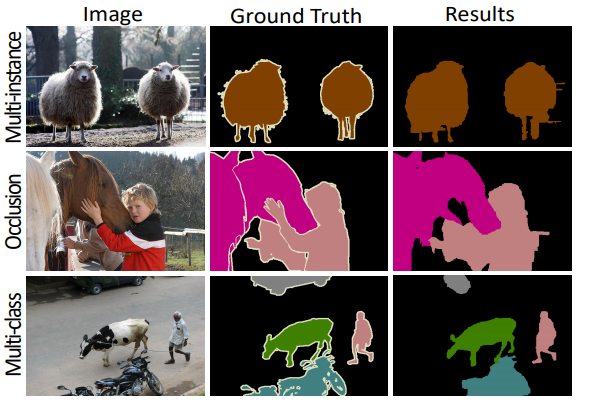 Image
Ground Truth
Results
Multi-instance
Occlusion
Multi-class